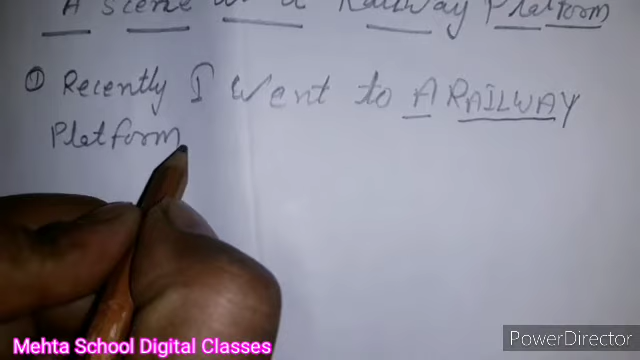 A Scene at a Railway Platform
① Recently I Went to A RAILWAY
Platform
PowerDirector
Mehta School Digital Classes